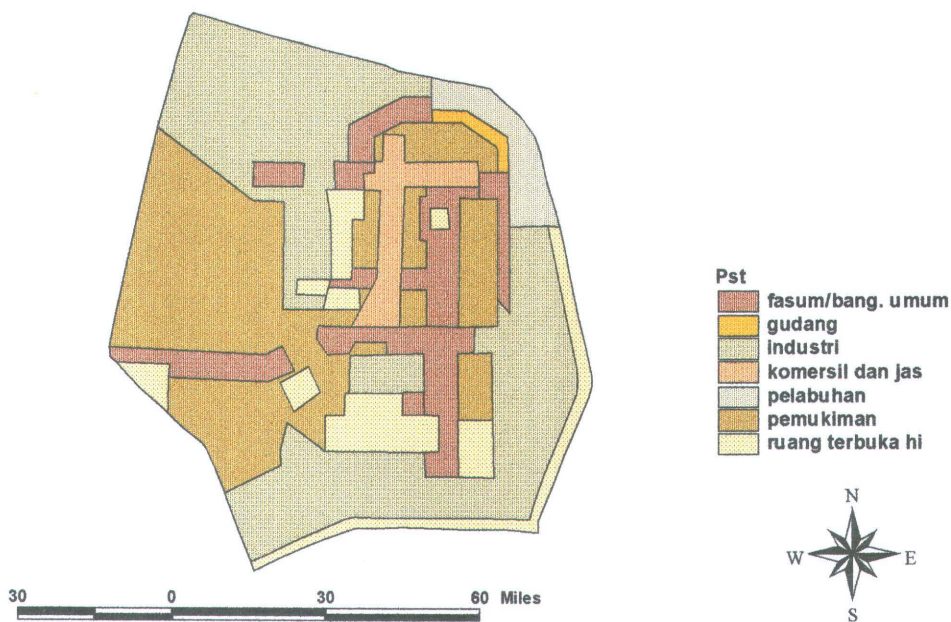 Pst
fasum/bang. umum
gudang
industri
komersil dan jas
pelabuhan
pemukiman
ruang terbuka hi
N
W E
S
30 0 30 60 Miles